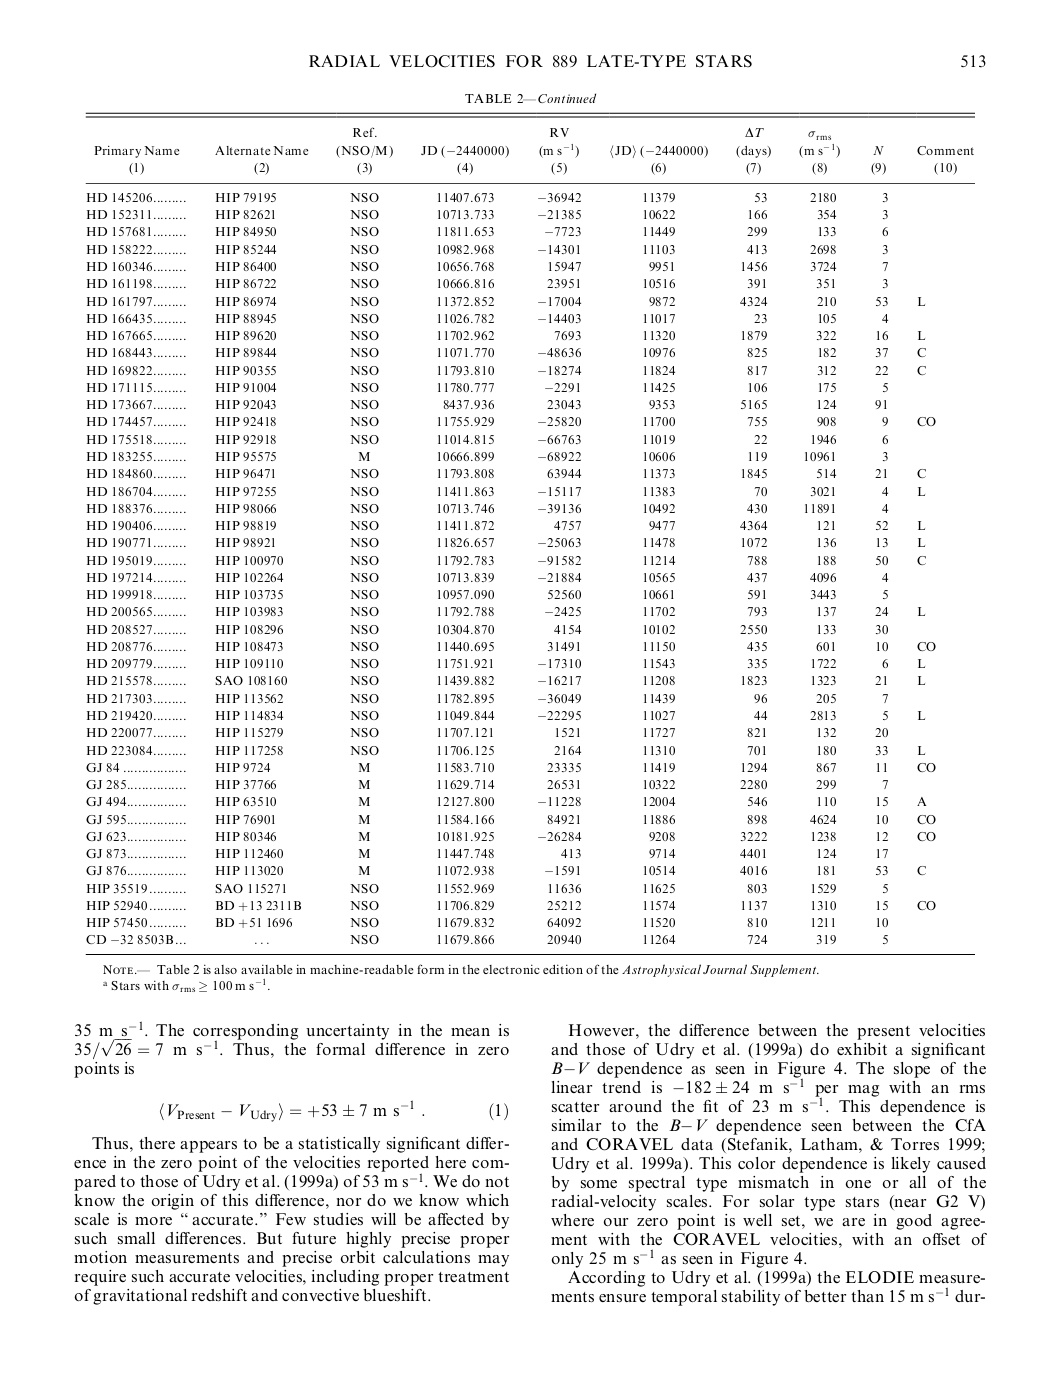 RADIAL VELOCITIES FOR 889 LATE-TYPE STARS 513
TABLE 2—Continued
Primary Name (1) Alternate Name (2) Ref. (NSO/M) (3) JD (−2440000) (4) RV (m s−1) (5) ⟨JD⟩ (−2440000) (6) ΔT (days) (7) σrms (m s−1) (8) N (9) Comment (10)
HD 145206......... HIP 79195 NSO 11407.673 −36942 11379 53 2180 3
HD 152311......... HIP 82621 NSO 10713.733 −21385 10622 166 354 3
HD 157681......... HIP 84950 NSO 11811.653 −7723 11449 299 133 6
HD 158222......... HIP 85244 NSO 10982.968 −14301 11103 413 2698 3
HD 160346......... HIP 86400 NSO 10656.768 15947 9951 1456 3724 7
HD 161198......... HIP 86722 NSO 10666.816 23951 10516 391 351 3
HD 161797......... HIP 86974 NSO 11372.852 −17004 9872 4324 210 53 L
HD 166435......... HIP 88945 NSO 11026.782 −14403 11017 23 105 4
HD 167665......... HIP 89620 NSO 11702.962 7693 11320 1879 322 16 L
HD 168443......... HIP 89844 NSO 11071.770 −48636 10976 825 182 37 C
HD 169822......... HIP 90355 NSO 11793.810 −18274 11824 817 312 22 C
HD 171115......... HIP 91004 NSO 11780.777 −2291 11425 106 175 5
HD 173667......... HIP 92043 NSO 8437.936 23043 9353 5165 124 91
HD 174457......... HIP 92418 NSO 11755.929 −25820 11700 755 908 9 CO
HD 175518......... HIP 92918 NSO 11014.815 −66763 11019 22 1946 6
HD 183255......... HIP 95575 M 10666.899 −68922 10606 119 10961 3
HD 184860......... HIP 96471 NSO 11793.808 63944 11373 1845 514 21 C
HD 186704......... HIP 97255 NSO 11411.863 −15117 11383 70 3021 4 L
HD 188376......... HIP 98066 NSO 10713.746 −39136 10492 430 11891 4
HD 190406......... HIP 98819 NSO 11411.872 4757 9477 4364 121 52 L
HD 190771......... HIP 98921 NSO 11826.657 −25063 11478 1072 136 13 L
HD 195019......... HIP 100970 NSO 11792.783 −91582 11214 788 188 50 C
HD 197214......... HIP 102264 NSO 10713.839 −21884 10565 437 4096 4
HD 199918......... HIP 103735 NSO 10957.090 52560 10661 591 3443 5
HD 200565......... HIP 103983 NSO 11792.788 −2425 11702 793 137 24 L
HD 208527......... HIP 108296 NSO 10304.870 4154 10102 2550 133 30
HD 208776......... HIP 108473 NSO 11440.695 31491 11150 435 601 10 CO
HD 209779......... HIP 109110 NSO 11751.921 −17310 11543 335 1722 6 L
HD 215578......... SAO 108160 NSO 11439.882 −16217 11208 1823 1323 21 L
HD 217303......... HIP 113562 NSO 11782.895 −36049 11439 96 205 7
HD 219420......... HIP 114834 NSO 11049.844 −22295 11027 44 2813 5 L
HD 220077......... HIP 115279 NSO 11707.121 1521 11727 821 132 20
HD 223084......... HIP 117258 NSO 11706.125 2164 11310 701 180 33 L
GJ 84 ................. HIP 9724 M 11583.710 23335 11419 1294 867 11 CO
GJ 285................ HIP 37766 M 11629.714 26531 10322 2280 299 7
GJ 494................ HIP 63510 M 12127.800 −11228 12004 546 110 15 A
GJ 595................ HIP 76901 M 11584.166 84921 11886 898 4624 10 CO
GJ 623................ HIP 80346 M 10181.925 −26284 9208 3222 1238 12 CO
GJ 873................ HIP 112460 M 11447.748 413 9714 4401 124 17
GJ 876................ HIP 113020 M 11072.938 −1591 10514 4016 181 53 C
HIP 35519.......... SAO 115271 NSO 11552.969 11636 11625 803 1529 5
HIP 52940.......... BD +13 2311B NSO 11706.829 25212 11574 1137 1310 15 CO
HIP 57450.......... BD +51 1696 NSO 11679.832 64092 11520 810 1211 10
CD −32 8503B... ... NSO 11679.866 20940 11264 724 319 5
NOTE.— Table 2 is also available in machine-readable form in the electronic edition of the Astrophysical Journal Supplement.
a Stars with σrms ≥ 100 m s−1.
35 m s−1. The corresponding uncertainty in the mean is
35/√26 = 7 m s−1. Thus, the formal difference in zero
points is
⟨VPresent − VUdry⟩ = +53 ± 7 m s−1 . (1)
Thus, there appears to be a statistically significant differ-
ence in the zero point of the velocities reported here com-
pared to those of Udry et al. (1999a) of 53 m s−1. We do not
know the origin of this difference, nor do we know which
scale is more “ accurate.” Few studies will be affected by
such small differences. But future highly precise proper
motion measurements and precise orbit calculations may
require such accurate velocities, including proper treatment
of gravitational redshift and convective blueshift.
However, the difference between the present velocities
and those of Udry et al. (1999a) do exhibit a significant
B−V dependence as seen in Figure 4. The slope of the
linear trend is −182 ± 24 m s−1 per mag with an rms
scatter around the fit of 23 m s−1. This dependence is
similar to the B−V dependence seen between the CfA
and CORAVEL data (Stefanik, Latham, & Torres 1999;
Udry et al. 1999a). This color dependence is likely caused
by some spectral type mismatch in one or all of the
radial-velocity scales. For solar type stars (near G2 V)
where our zero point is well set, we are in good agree-
ment with the CORAVEL velocities, with an offset of
only 25 m s−1 as seen in Figure 4.
According to Udry et al. (1999a) the ELODIE measure-
ments ensure temporal stability of better than 15 m s−1 dur-